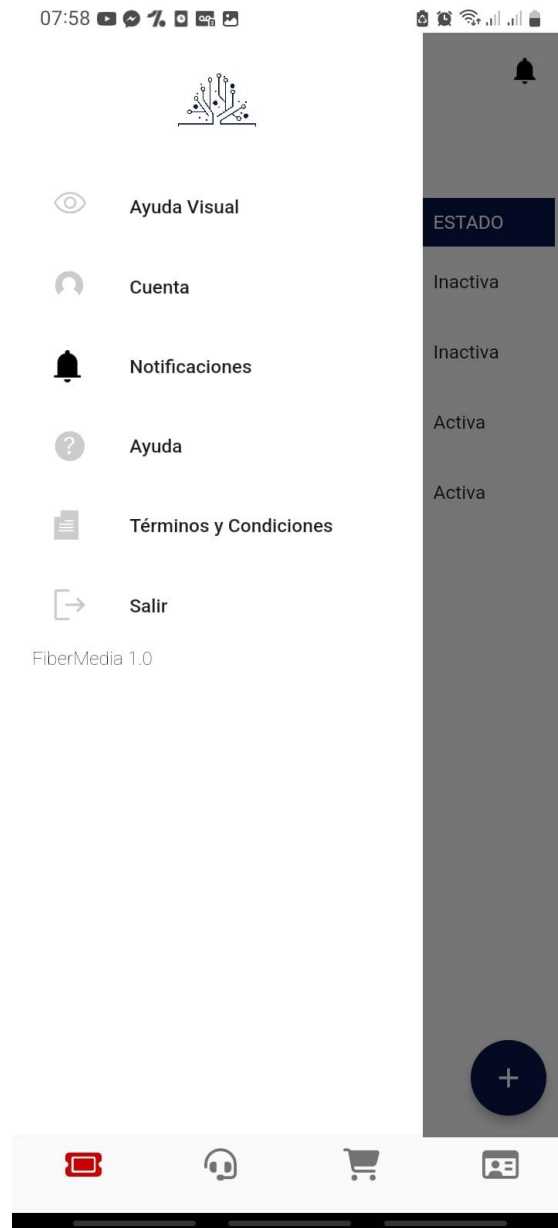 07:58
Ayuda Visual
ESTADO
Cuenta
Inactiva
Notificaciones
Inactiva
Ayuda
Activa
Términos y Condiciones
Activa
Salir
FiberMedia 1.0